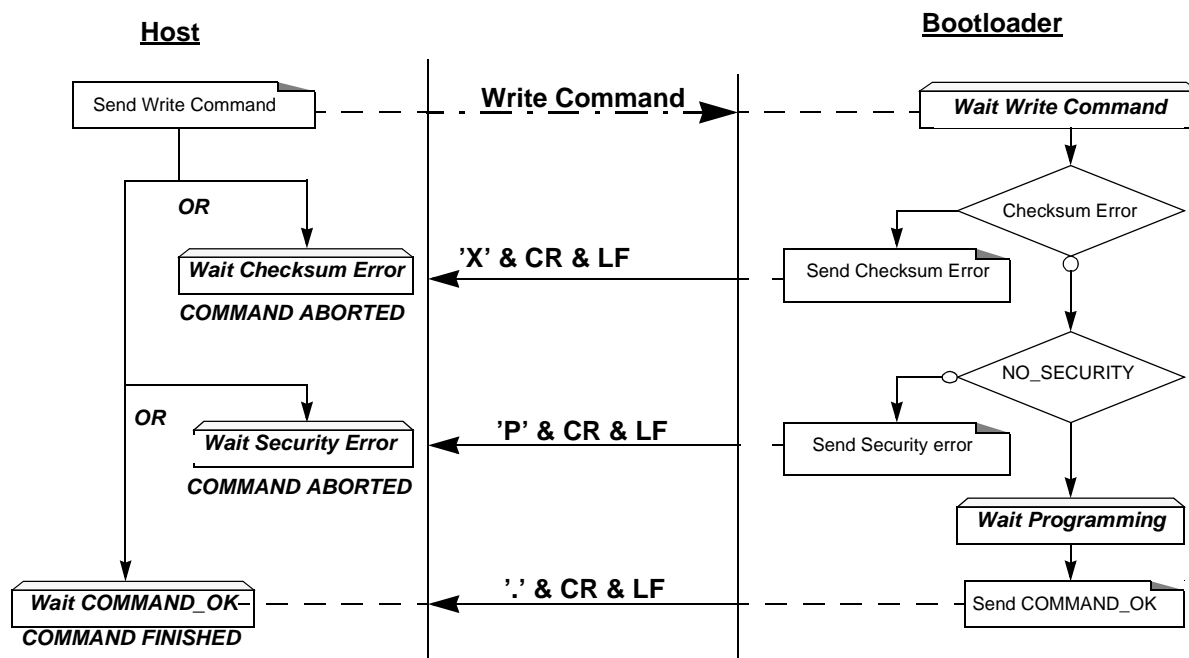 Host
Bootloader
Send Write Command
Write Command
Wait Write Command
OR
Checksum Error
Wait Checksum Error
’X’ & CR & LF
Send Checksum Error
COMMAND ABORTED
NO_SECURITY
OR
Wait Security Error
’P’ & CR & LF
Send Security error
COMMAND ABORTED
Wait Programming
Wait COMMAND_OK
’.’ & CR & LF
Send COMMAND_OK
COMMAND FINISHED